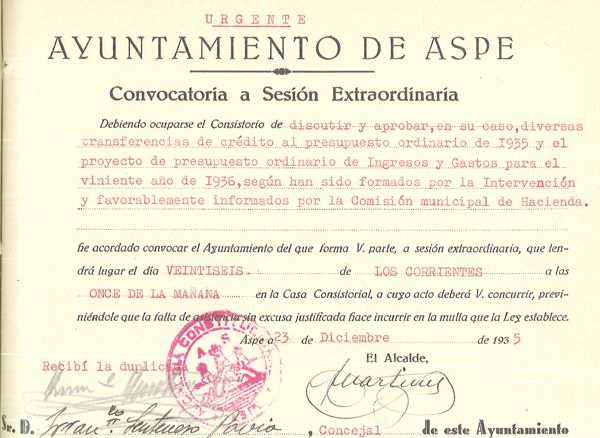 URGENTE
AYUNTAMIENTO DE ASPE
Convocatoria a Sesión Extraordinaria
Debiendo ocuparse el Consistorio de discutir y aprobar, en su caso, diversas
transferencias de crédito al presupuesto ordinario de 1935 y el
proyecto de presupuesto ordinario de Ingresos y Gastos para el
viniente año de 1936, según han sido formados por la Intervención
y favorablemente informados por la Comisión municipal de Hacienda.
he acordado convocar el Ayuntamiento del que forma V. parte, a sesión extraordinaria, que ten-
drá lugar el día VEINTISEIS. de LOS CORRIENTES a las
ONCE DE LA MAÑANA en la Casa Consistorial, a cuyo acto deberá V. concurrir, previ-
niéndole que la falta de asistencia sin excusa justificada hace incurrir en la multa que la Ley establece.
Aspe a 23 de Diciembre de 1935
Recibí la duplicada
El Alcalde,
Sr. D. , Concejal de este Ayuntamiento